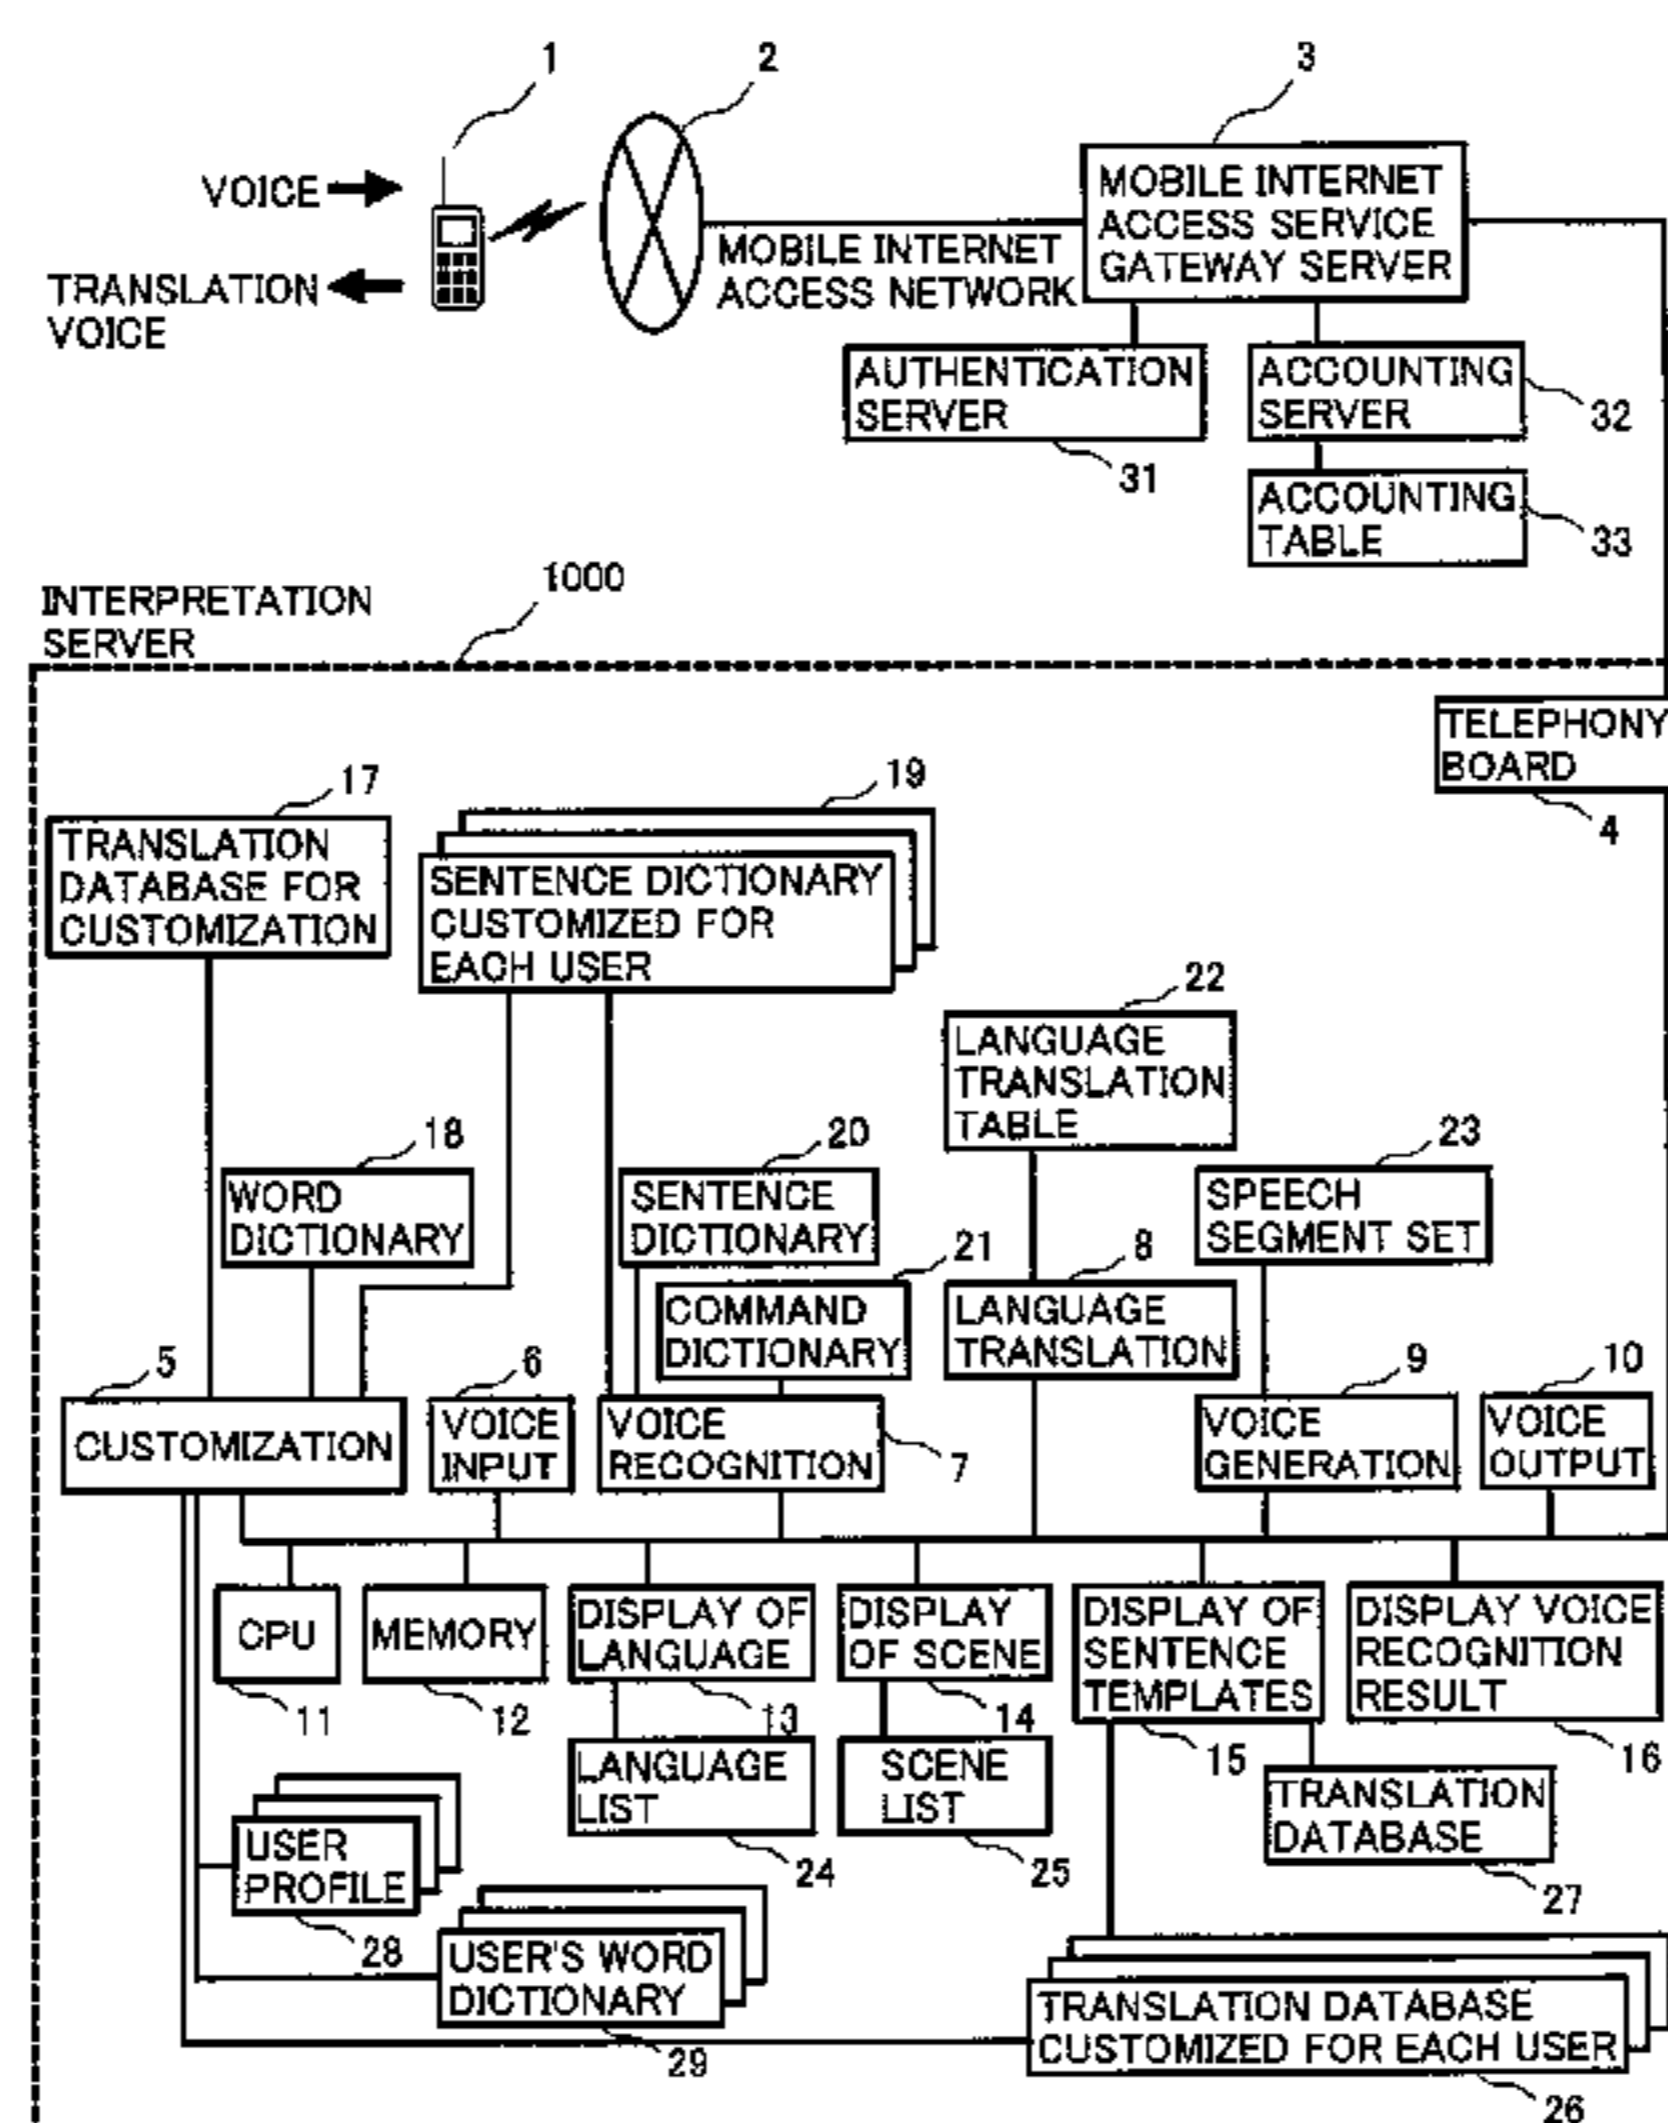 1
2
3
VOICE
TRANSLATION
VOICE
MOBILE INTERNET
ACCESS NETWORK
MOBILE INTERNET
ACCESS SERVICE
GATEWAY SERVER
AUTHENTICATION
SERVER
31
ACCOUNTING
SERVER
32
ACCOUNTING
TABLE
33
INTERPRETATION
SERVER
1000
TELEPHONY
BOARD
4
17
TRANSLATION
DATABASE FOR
CUSTOMIZATION
19
SENTENCE DICTIONARY
CUSTOMIZED FOR
EACH USER
22
LANGUAGE
TRANSLATION
TABLE
18
WORD
DICTIONARY
20
SENTENCE
DICTIONARY
23
SPEECH
SEGMENT SET
21
COMMAND
DICTIONARY
8
LANGUAGE
TRANSLATION
5
CUSTOMIZATION
6
VOICE
INPUT
VOICE
RECOGNITION
7
9
VOICE
GENERATION
10
VOICE
OUTPUT
CPU
11
MEMORY
12
DISPLAY OF
LANGUAGE
13
DISPLAY
OF SCENE
14
DISPLAY OF
SENTENCE
TEMPLATES
15
DISPLAY VOICE
RECOGNITION
RESULT
16
LANGUAGE
LIST
24
SCENE
LIST
25
TRANSLATION
DATABASE
27
USER
PROFILE
28
USER'S WORD
DICTIONARY
29
TRANSLATION DATABASE
CUSTOMIZED FOR EACH USER
26